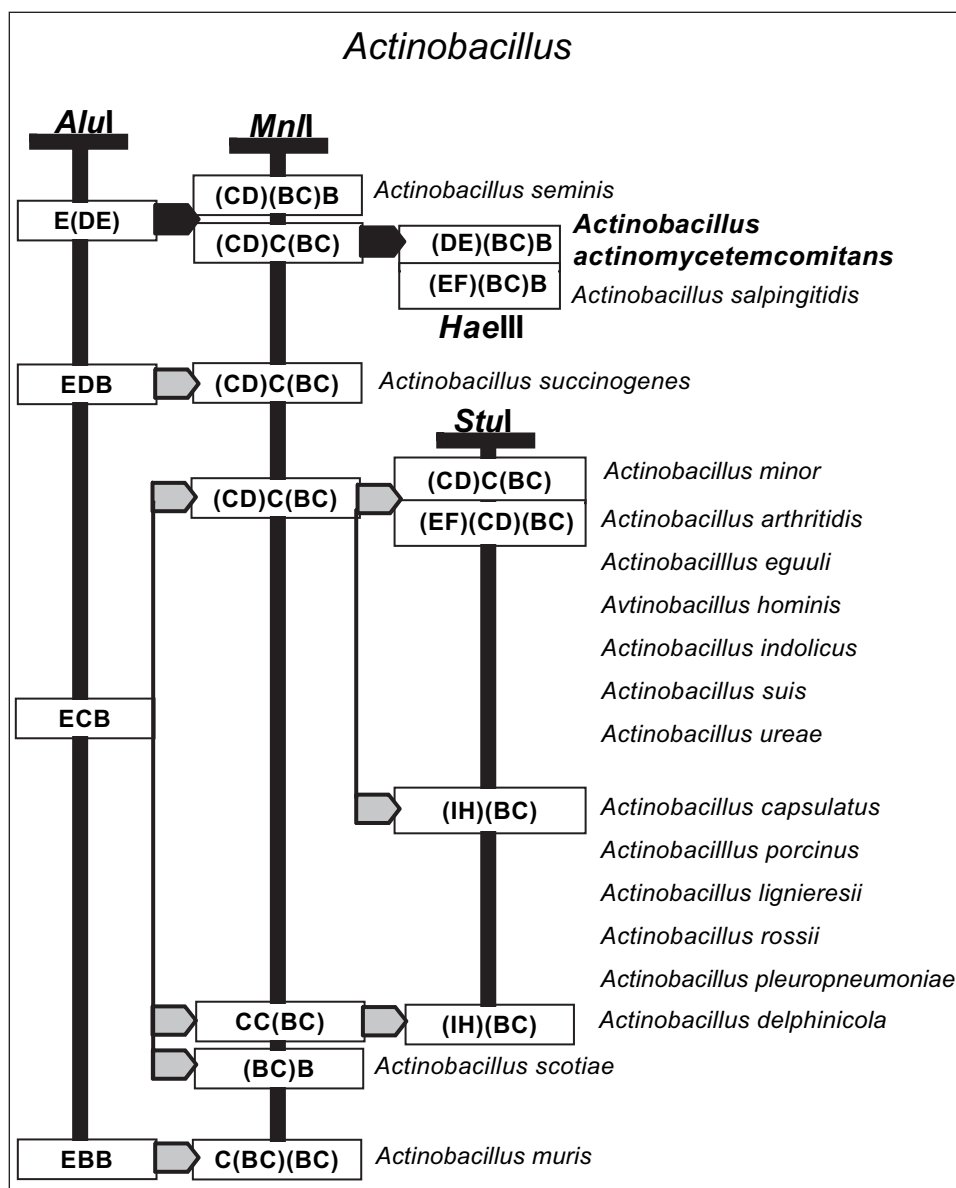 Actinobacillus
AluI
MnlI
(CD)(BC)B
Actinobacillus seminis
E(DE)
(CD)C(BC)
(DE)(BC)B
Actinobacillus
actinomycetemcomitans
(EF)(BC)B
Actinobacillus salpingitidis
HaeIII
EDB
(CD)C(BC)
Actinobacillus succinogenes
StuI
(CD)C(BC)
(CD)C(BC)
Actinobacillus minor
(EF)(CD)(BC)
Actinobacillus arthritidis
Actinobacilllus eguuli
Avtinobacillus hominis
Actinobacillus indolicus
Actinobacillus suis
Actinobacillus ureae
ECB
(IH)(BC)
Actinobacillus capsulatus
Actinobacilllus porcinus
Actinobacillus lignieresii
Actinobacillus rossii
Actinobacillus pleuropneumoniae
CC(BC)
(IH)(BC)
Actinobacillus delphinicola
(BC)B
Actinobacillus scotiae
EBB
C(BC)(BC)
Actinobacillus muris